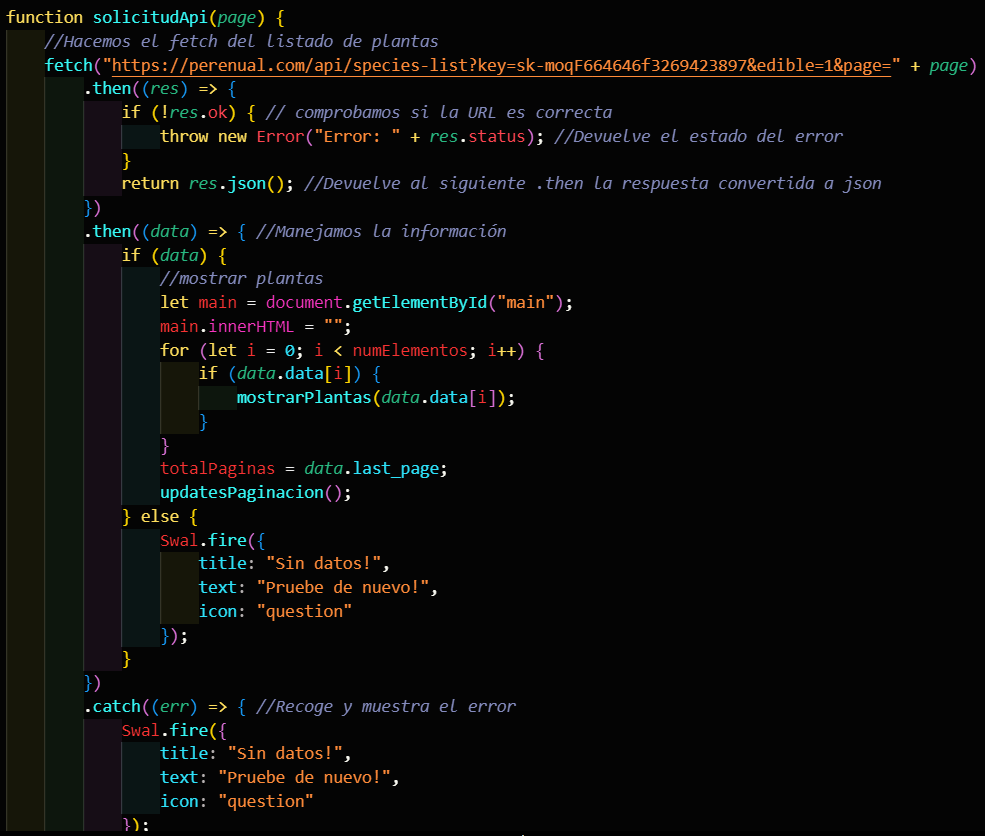 function solicitudApi(page) {
//Hacemos el fetch del listado de plantas
fetch("https://perenual.com/api/species-list?key=sk-moqF664646f3269423897&edible=1&page=" + page)
.then((res) => {
if (!res.ok) { // comprobamos si la URL es correcta
throw new Error("Error: " + res.status); //Devuelve el estado del error
}
return res.json(); //Devuelve al siguiente .then la respuesta convertida a json
})
.then((data) => { //Manejamos la información
if (data) {
//mostrar plantas
let main = document.getElementById("main");
main.innerHTML = "";
for (let i = 0; i < numElementos; i++) {
if (data.data[i]) {
mostrarPlantas(data.data[i]);
}
}
totalPaginas = data.last_page;
updatesPaginacion();
} else {
Swal.fire({
title: "Sin datos!",
text: "Pruebe de nuevo!",
icon: "question"
});
}
})
.catch((err) => { //Recoge y muestra el error
Swal.fire({
title: "Sin datos!",
text: "Pruebe de nuevo!",
icon: "question"
});